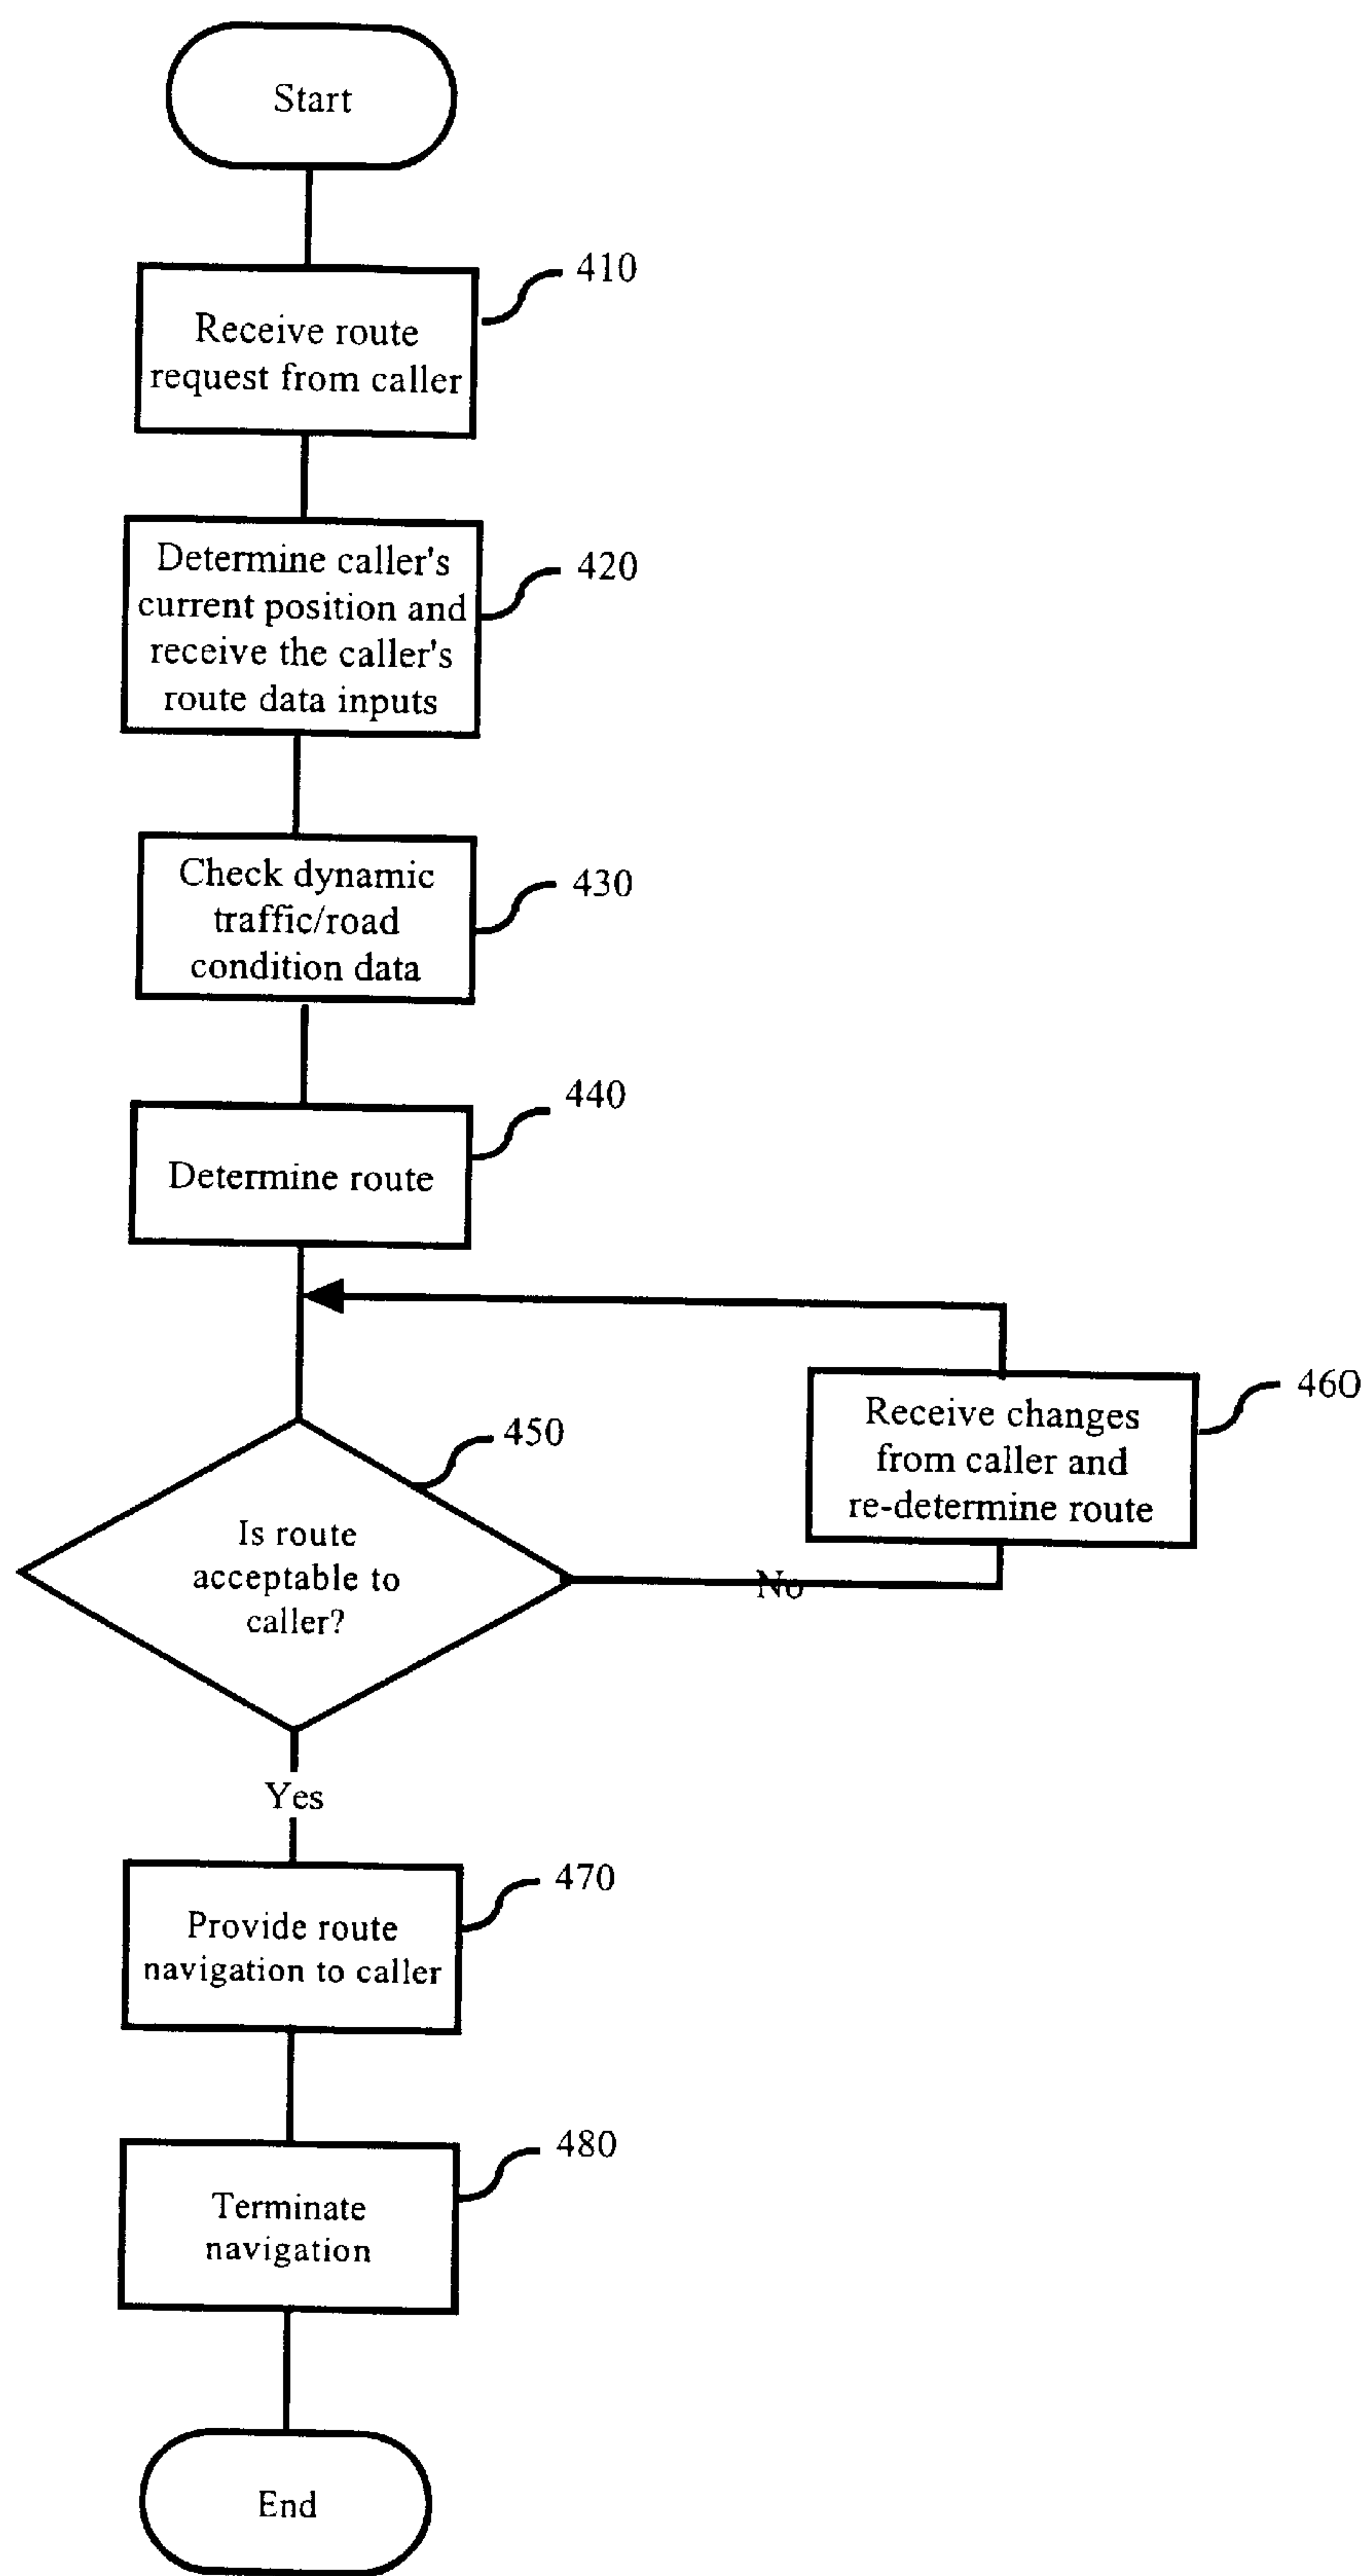 Start
410
Receive route
request from caller
420
Determine caller's
current position and
receive the caller's
route data inputs
430
Check dynamic
traffic/road
condition data
440
Determine route
460
Receive changes
from caller and
re-determine route
450
Is route
acceptable to
caller?
No
Yes
470
Provide route
navigation to caller
480
Terminate
navigation
End